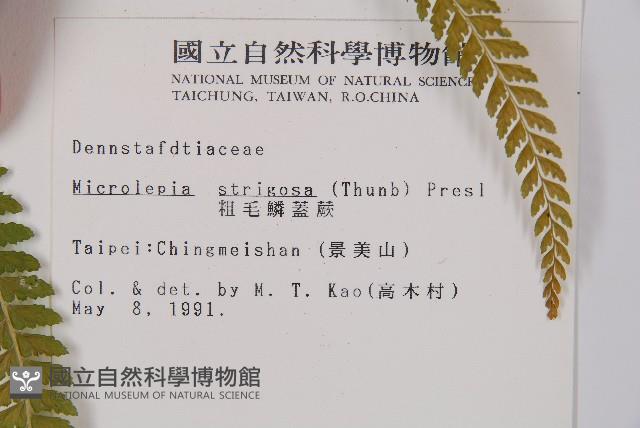 國立自然科學博物館
NATIONAL MUSEUM OF NATURAL SCIENCE
TAICHUNG, TAIWAN, R.O.CHINA
Dennstafdtiaceae
Microlepia strigosa (Thunb) Presl
粗毛鱗蓋蕨
Taipei:Chingmeishan (景美山)
Col. & det. by M. T. Kao(高木村)
May 8, 1991.
國立自然科學博物館
NATIONAL MUSEUM OF NATURAL SCIENCE